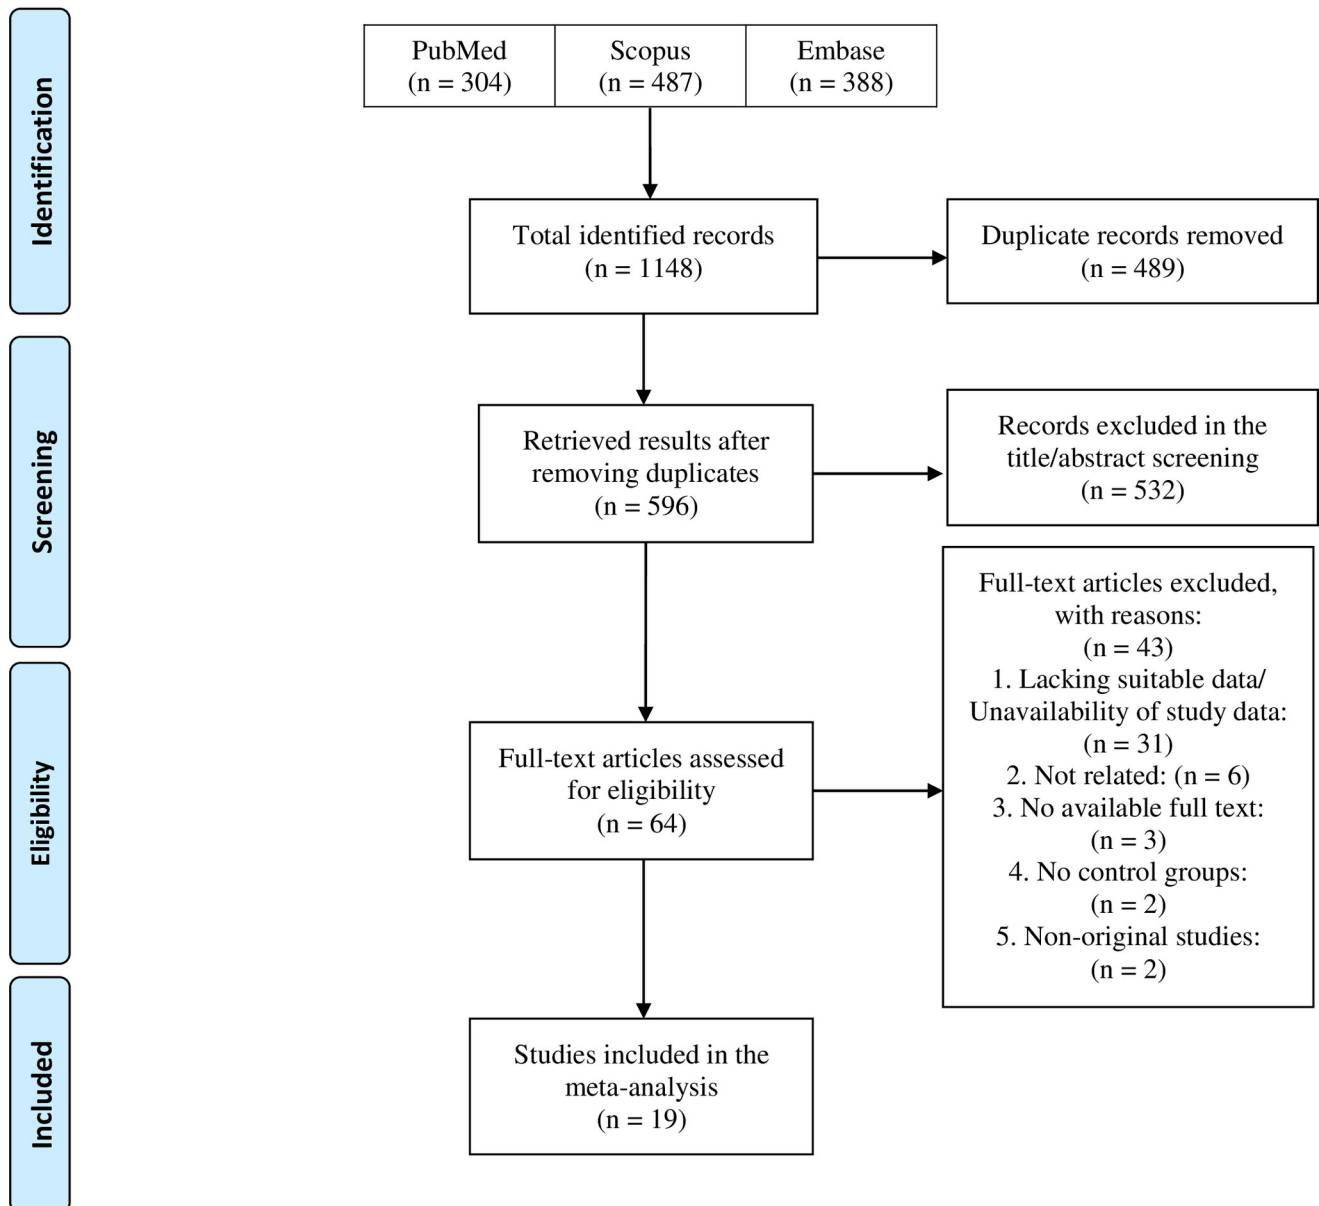 Identification
PubMed
(n = 304)
Scopus
(n = 487)
Embase
(n = 388)
Total identified records
(n = 1148)
Duplicate records removed
(n = 489)
Screening
Retrieved results after
removing duplicates
(n = 596)
Records excluded in the
title/abstract screening
(n = 532)
Eligibility
Full-text articles assessed
for eligibility
(n = 64)
Full-text articles excluded,
with reasons:
(n = 43)
1. Lacking suitable data/
Unavailability of study data:
(n = 31)
2. Not related: (n = 6)
3. No available full text:
(n = 3)
4. No control groups:
(n = 2)
5. Non-original studies:
(n = 2)
Included
Studies included in the
meta-analysis
(n = 19)